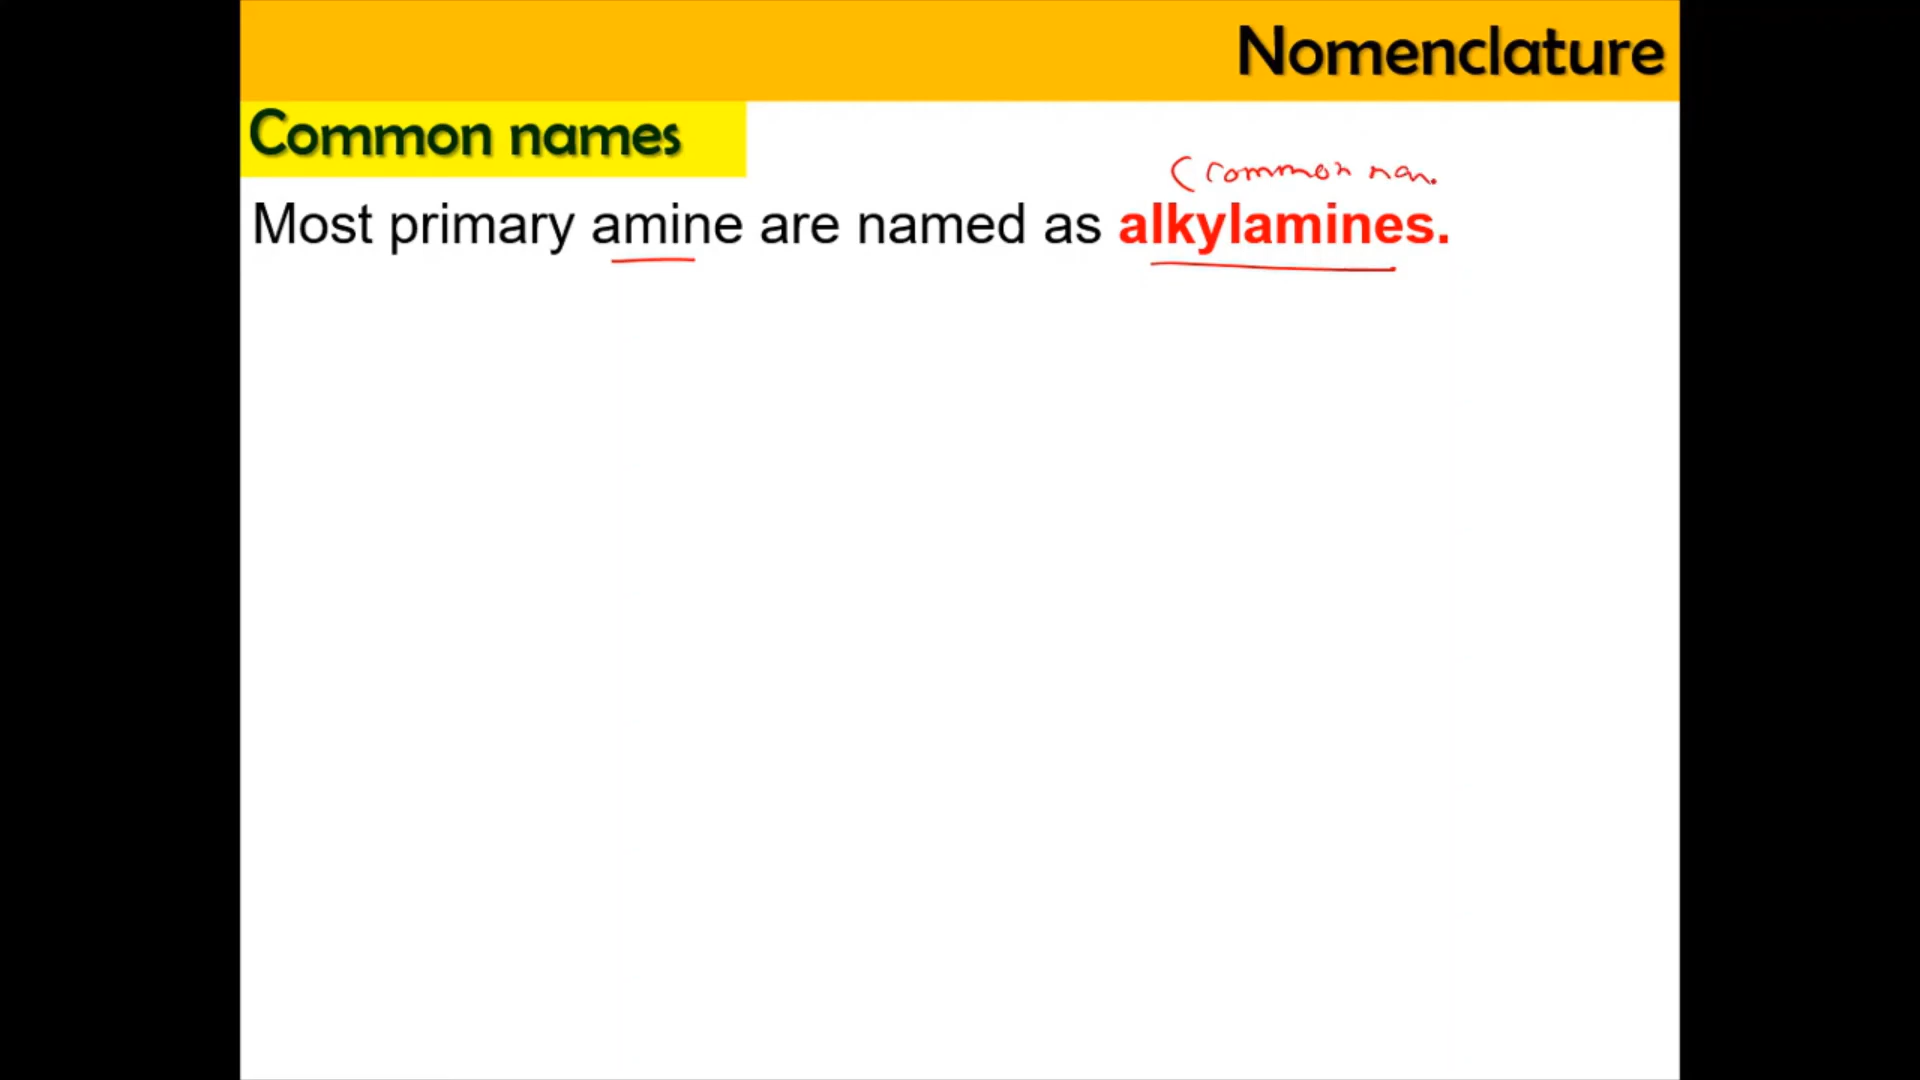 Nomenclature
Common names
(common nam.
Most primary amine are named as alkylamines.